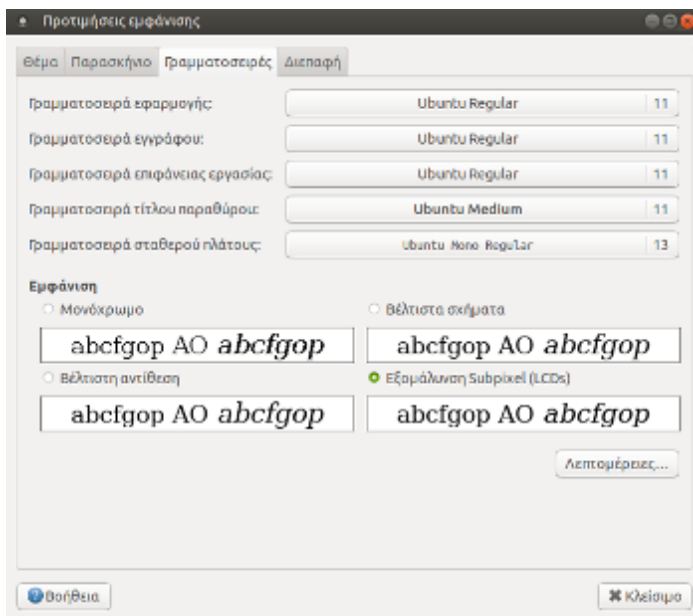 Προτιμήσεις εμφάνισης
Θέμα Παρασκήνιο Γραμματοσειρές Διεπαφή
Γραμματοσειρά εφαρμογής: Ubuntu Regular 11
Γραμματοσειρά εγγράφου: Ubuntu Regular 11
Γραμματοσειρά επιφάνειας εργασίας: Ubuntu Regular 11
Γραμματοσειρά τίτλου παραθύρου: Ubuntu Medium 11
Γραμματοσειρά σταθερού πλάτους: Ubuntu Mono Regular 13
Εμφάνιση
Μονόχρωμο Βέλτιστα σχήματα
abcfgop AO abcfgop abcfgop AO abcfgop
Βέλτιστη αντίθεση Εξομάλυνση Subpixel (LCDs)
abcfgop AO abcfgop abcfgop AO abcfgop
Λεπτομέρειες...
Βοήθεια Κλείσιμο